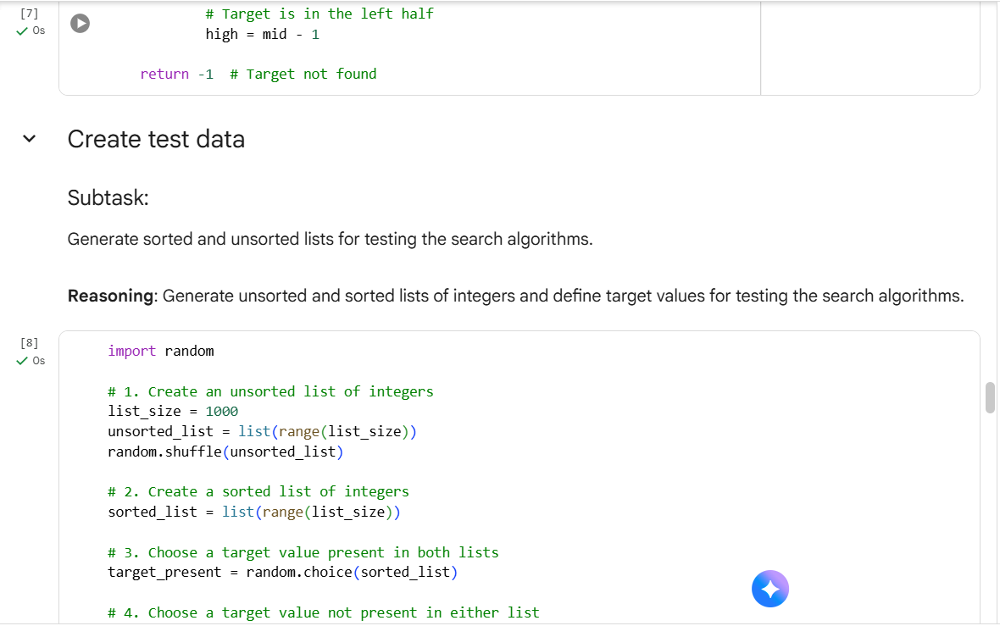 [7]
0s
# Target is in the left half
high = mid - 1
return -1  # Target not found
Create test data
Subtask:
Generate sorted and unsorted lists for testing the search algorithms.
Reasoning: Generate unsorted and sorted lists of integers and define target values for testing the search algorithms.
[8]
0s
import random
# 1. Create an unsorted list of integers
list_size = 1000
unsorted_list = list(range(list_size))
random.shuffle(unsorted_list)
# 2. Create a sorted list of integers
sorted_list = list(range(list_size))
# 3. Choose a target value present in both lists
target_present = random.choice(sorted_list)
# 4. Choose a target value not present in either list